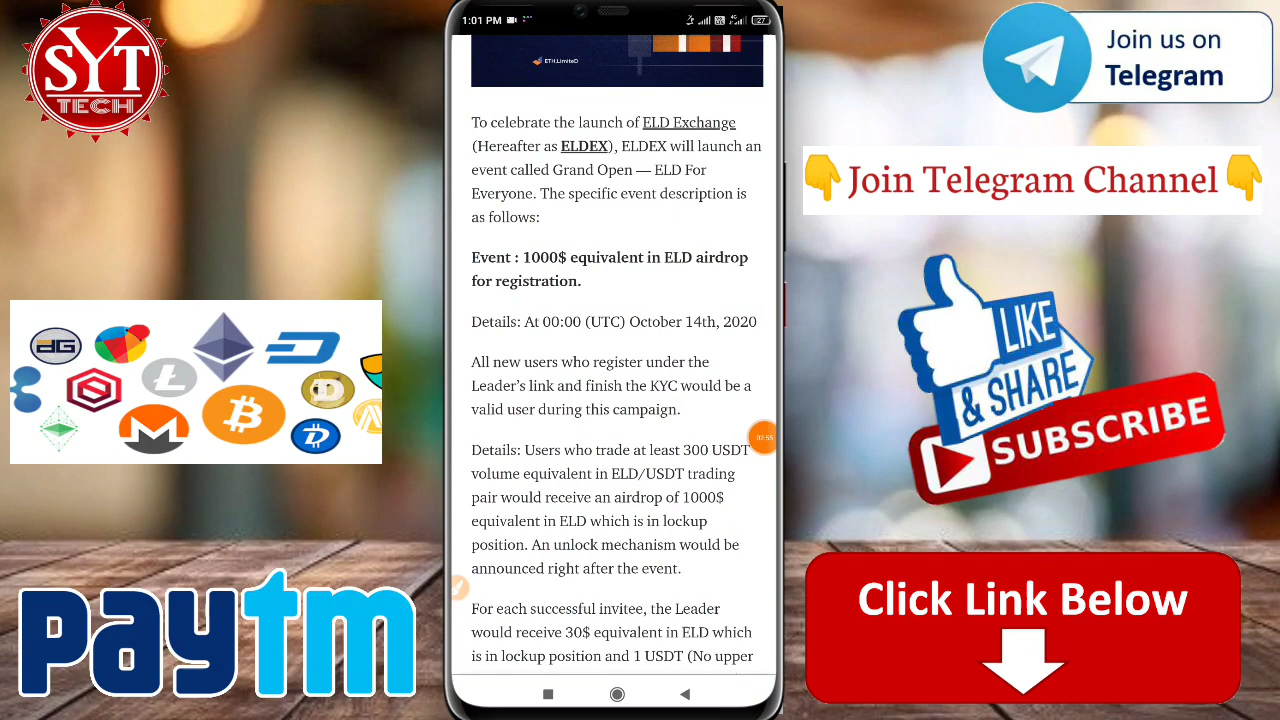 SYT
TECH
1:01 PM
27
ETH.LimiteD
To celebrate the launch of ELD Exchange
(Hereafter as ELDEX), ELDEX will launch an
event called Grand Open — ELD For
Everyone. The specific event description is
as follows:
Event : 1000$ equivalent in ELD airdrop
for registration.
Details: At 00:00 (UTC) October 14th, 2020
All new users who register under the
Leader’s link and finish the KYC would be a
valid user during this campaign.
Details: Users who trade at least 300 USDT
volume equivalent in ELD/USDT trading
pair would receive an airdrop of 1000$
equivalent in ELD which is in lockup
position. An unlock mechanism would be
announced right after the event.
For each successful invitee, the Leader
would receive 30$ equivalent in ELD which
is in lockup position and 1 USDT (No upper
02:55
paytm
Join us on
Telegram
Join Telegram Channel
LIKE
& SHARE
SUBSCRIBE
Click Link Below